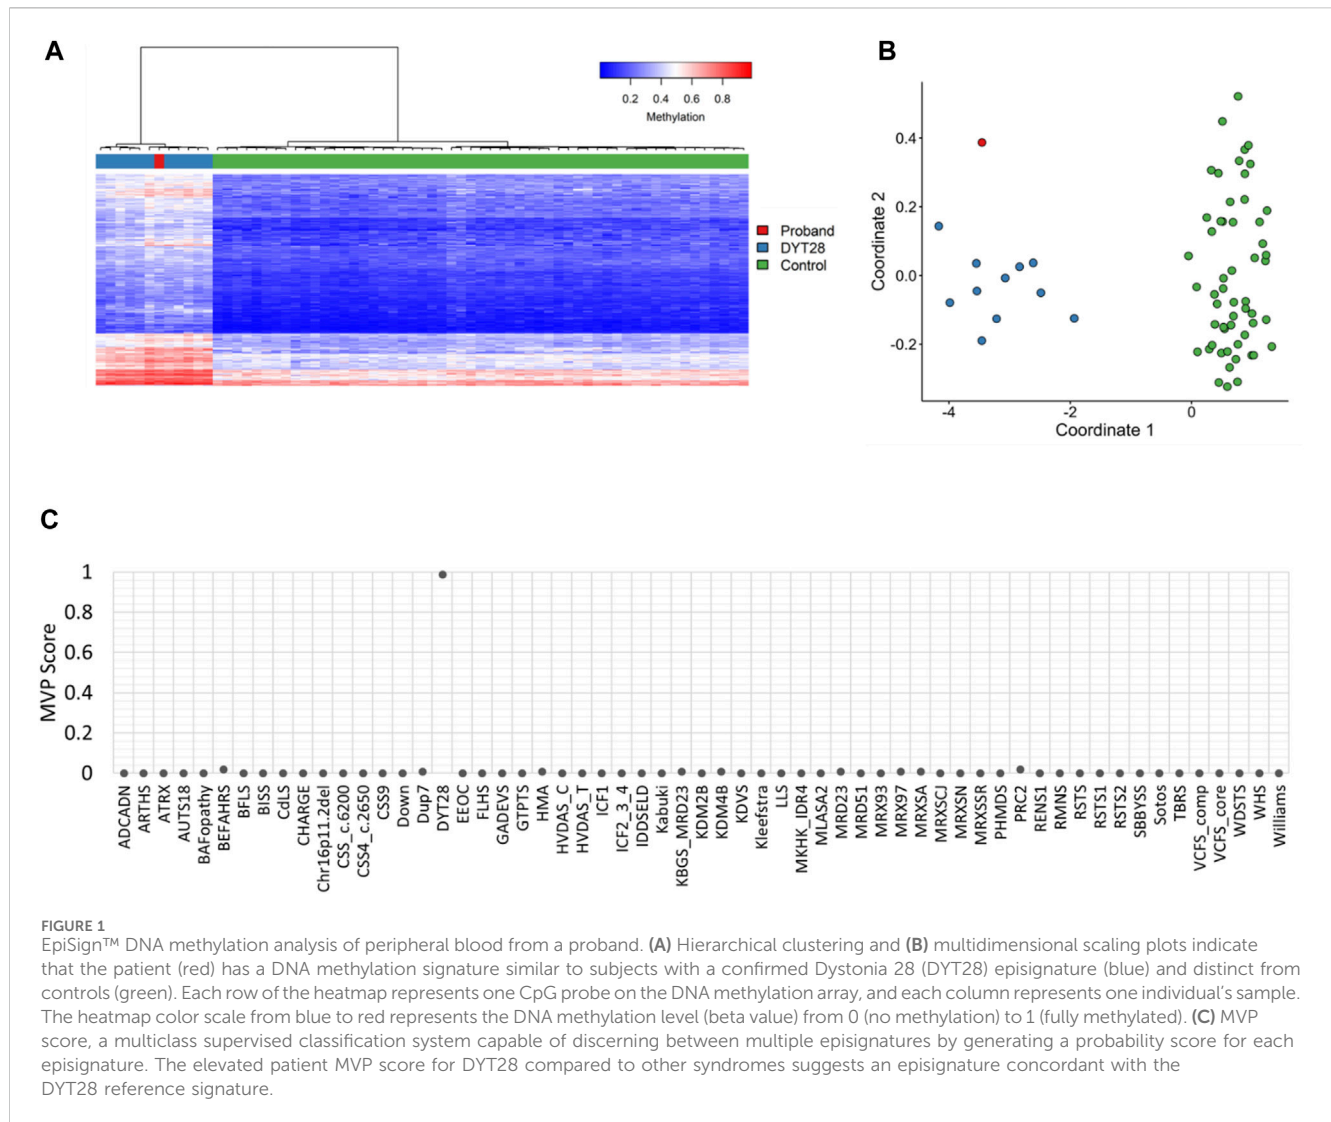 A
0.2 0.4 0.6 0.8
Methylation
Proband
DYT28
Control
B
Coordinate 2
0.4
0.2
0.0
-0.2
-4 -2 0
Coordinate 1
C
MVP Score
1
0.8
0.6
0.4
0.2
0
ADCADN
ARTHS
ATRX
AUTS18
BAFopathy
BEFAHRS
BFLS
BISS
CdLS
CHARGE
Chr16p11.2del
CSS_c.6200
CSS4_c.2650
CSS9
Down
Dup7
DYT28
EEOC
FLHS
GADEVS
GTPTS
HMA
HVDAS_C
HVDAS_T
ICF1
ICF2_3_4
IDDSELD
Kabuki
KBGS_MRD23
KDM2B
KDM4B
KDVS
Kleefstra
LLS
MKHK_IDR4
MLASA2
MRD23
MRD51
MRX93
MRX97
MRXSA
MRXSCJ
MRXSN
MRXSSR
PHMDS
PRC2
RENS1
RMNS
RSTS
RSTS1
RSTS2
SBBYSS
Sotos
TBRS
VCFS_comp
VCFS_core
WDSTS
WHS
Williams
FIGURE 1
EpiSign™ DNA methylation analysis of peripheral blood from a proband. (A) Hierarchical clustering and (B) multidimensional scaling plots indicate
that the patient (red) has a DNA methylation signature similar to subjects with a confirmed Dystonia 28 (DYT28) episignature (blue) and distinct from
controls (green). Each row of the heatmap represents one CpG probe on the DNA methylation array, and each column represents one individual's sample.
The heatmap color scale from blue to red represents the DNA methylation level (beta value) from 0 (no methylation) to 1 (fully methylated). (C) MVP
score, a multiclass supervised classification system capable of discerning between multiple episignatures by generating a probability score for each
episignature. The elevated patient MVP score for DYT28 compared to other syndromes suggests an episignature concordant with the
DYT28 reference signature.